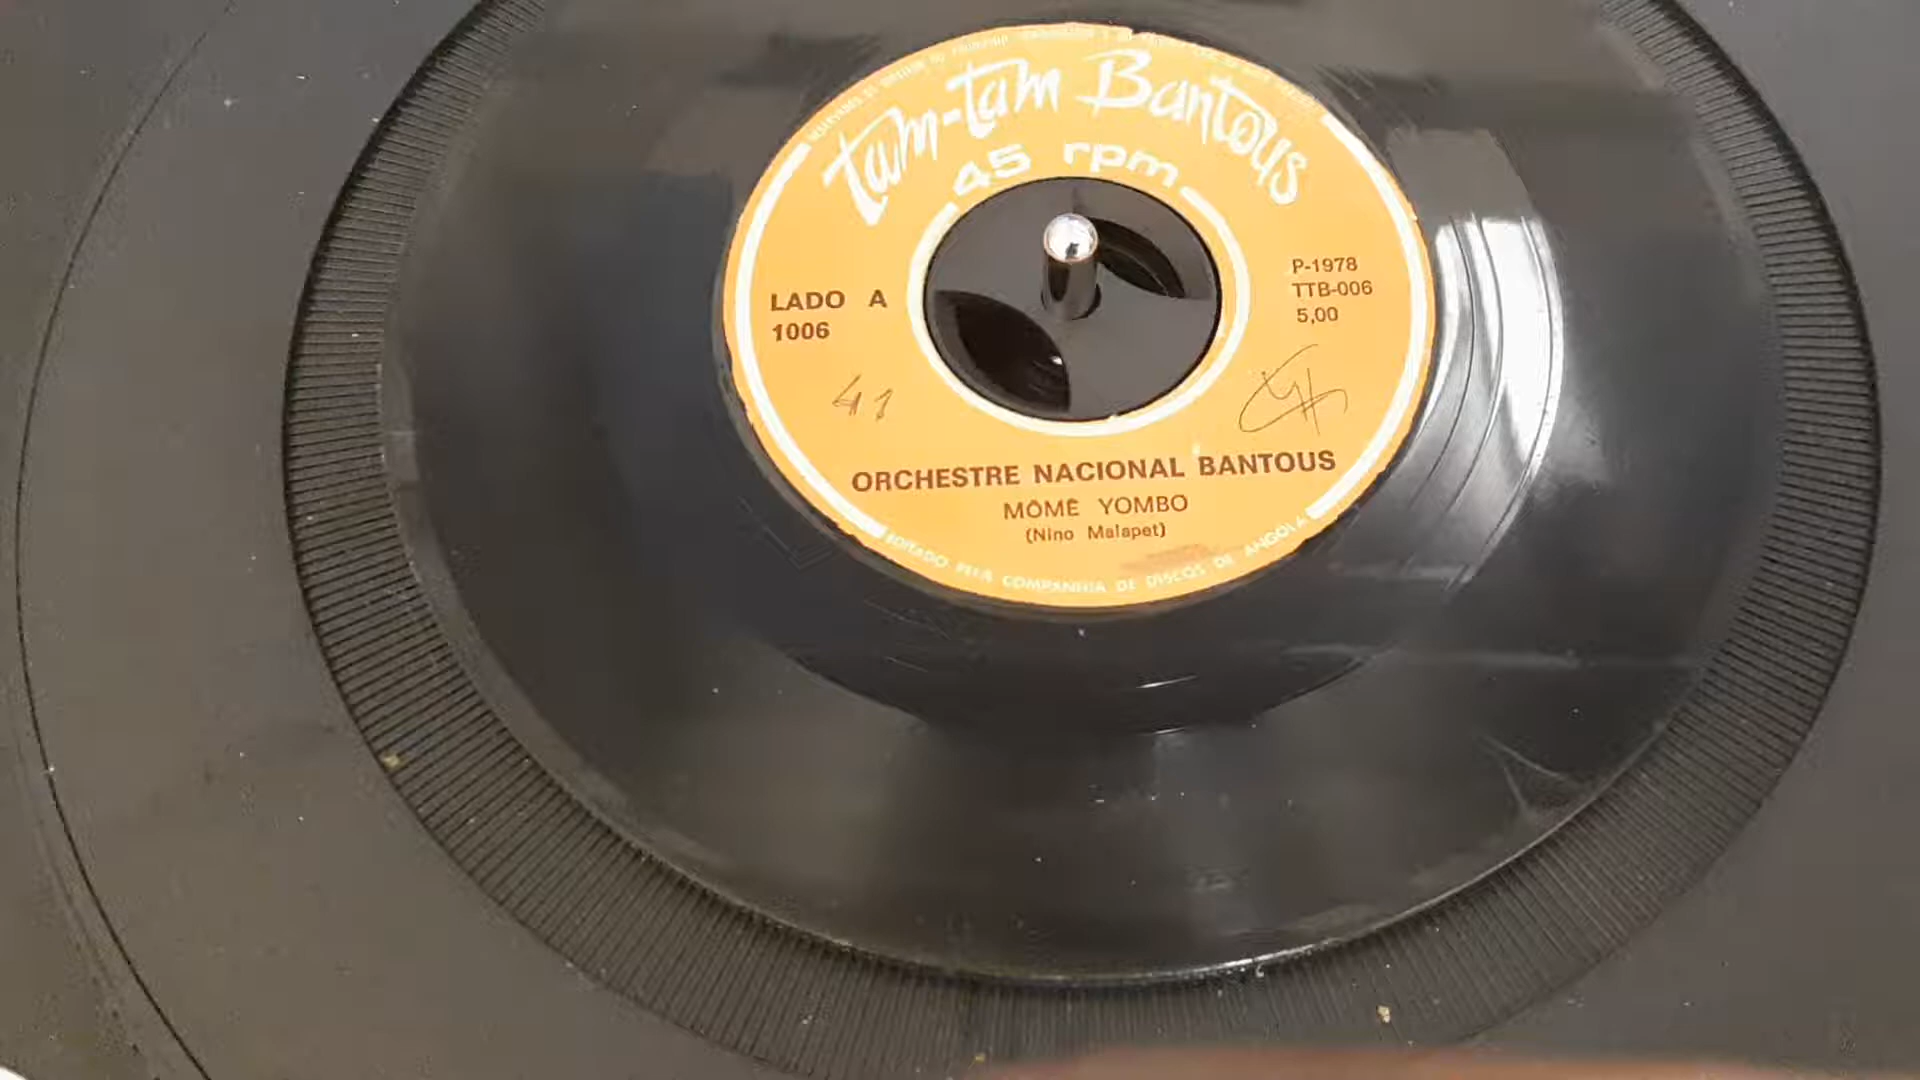 Tam-tam Bantous
45 rpm
LADO A
1006
P-1978
TTB-006
5,00
41
ORCHESTRE NACIONAL BANTOUS
MÔMÊ YOMBO
(Nino Malapet)
EDITADO PELA COMPANHIA DE DISCOS DE ANGOLA